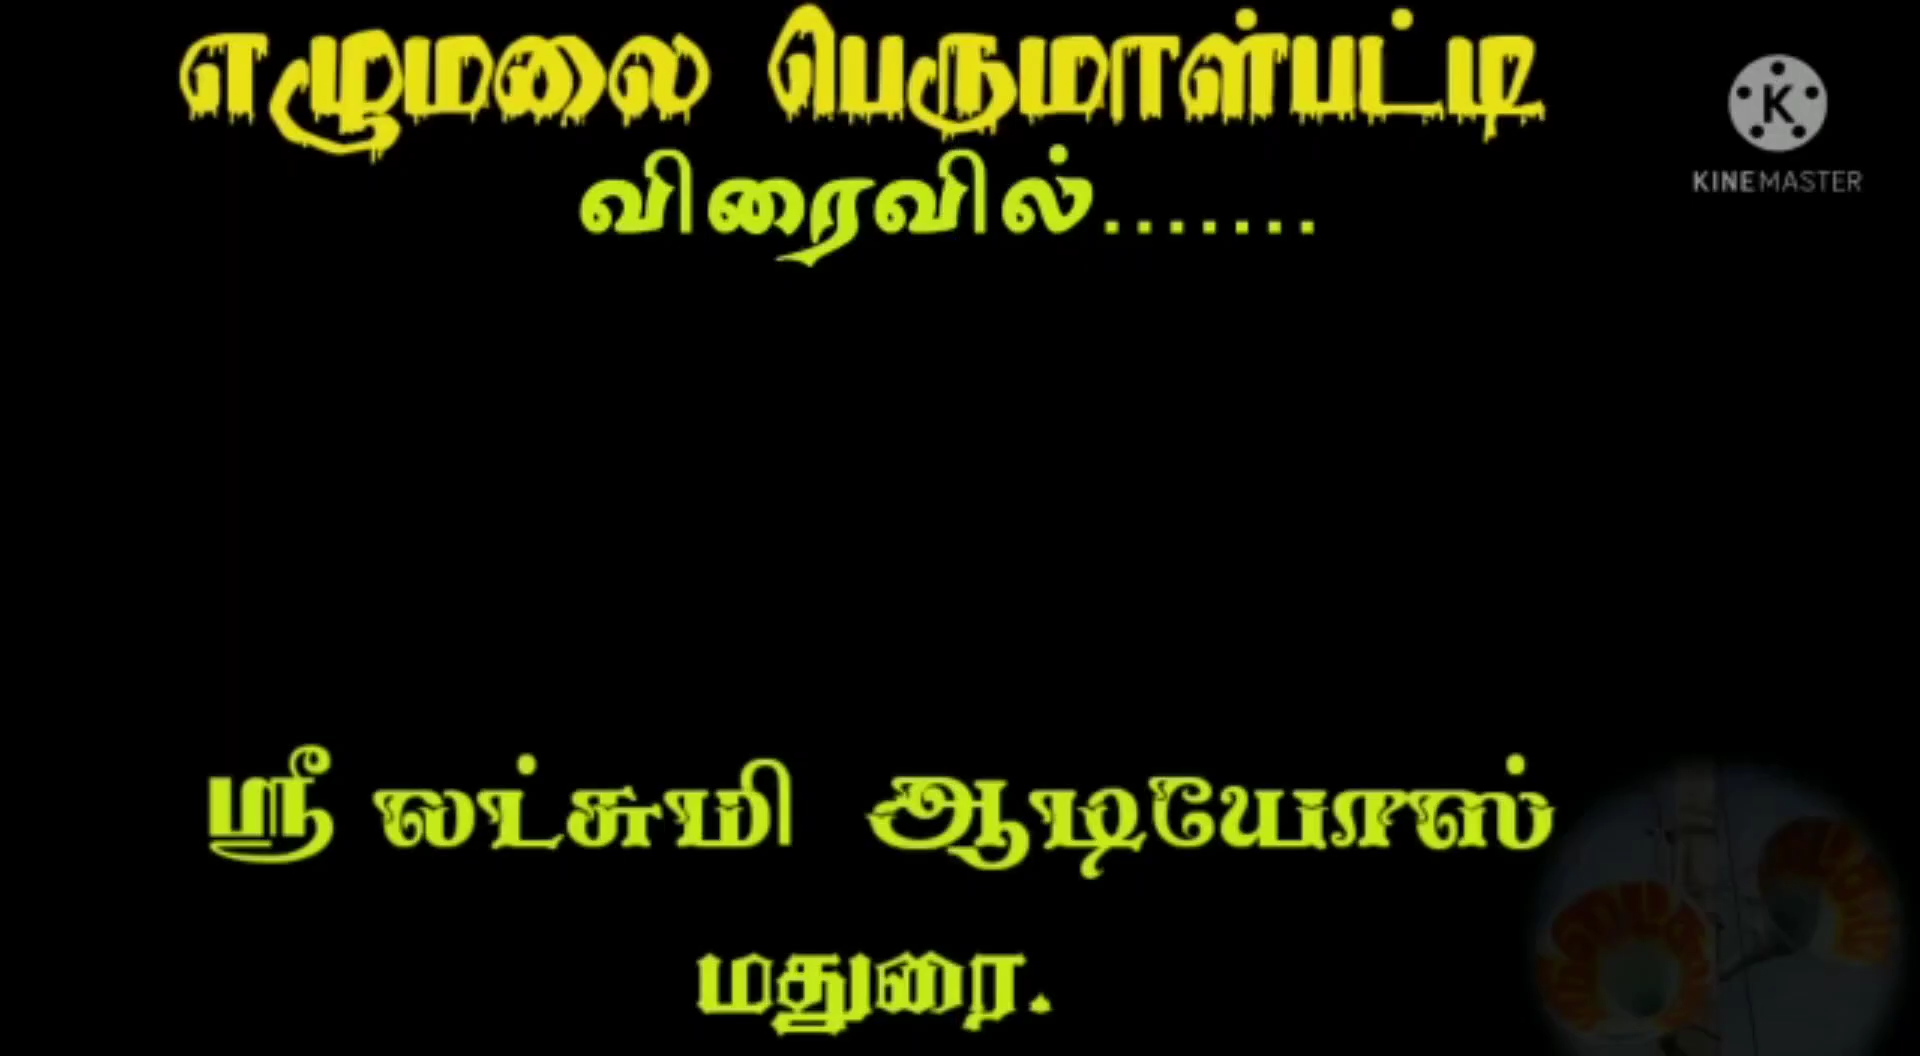 எழுமலை பெருமாள்பட்டி
விரைவில்.......
K
KINEMASTER
ஸ்ரீ லட்சுமி ஆடியோஸ்
மதுரை.